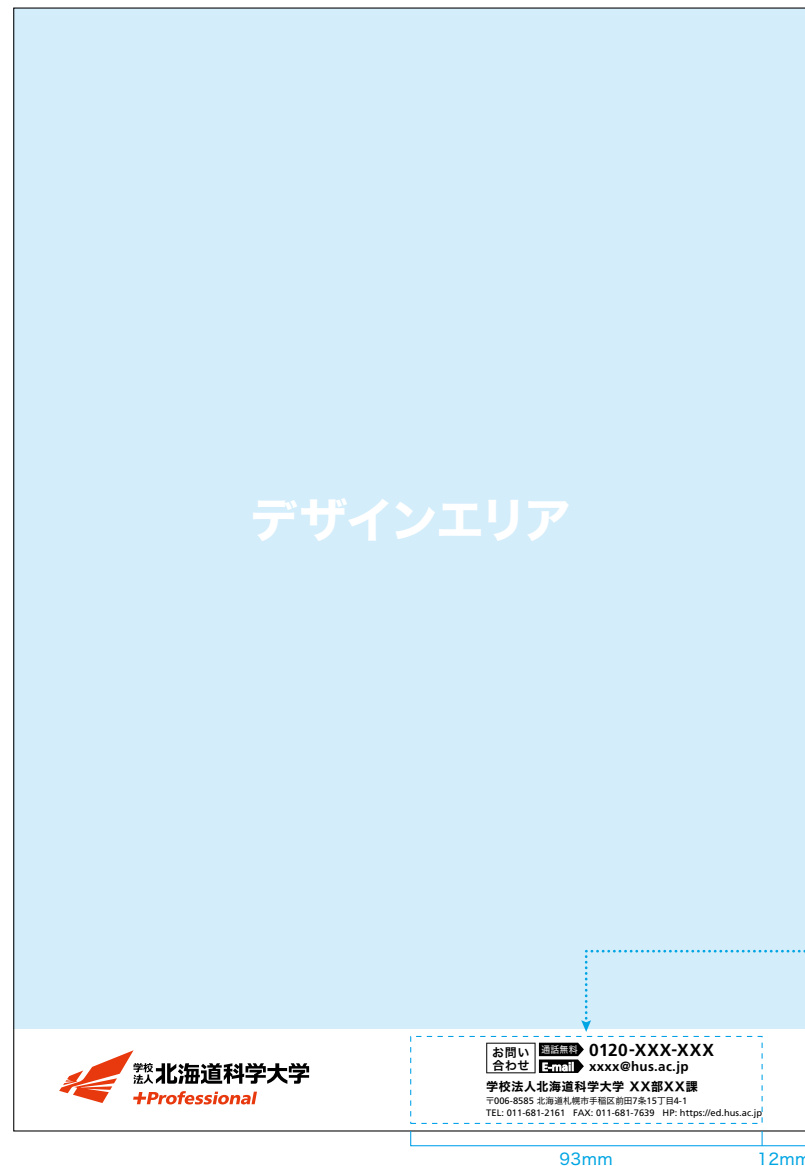 デザインエリア
学校法人 北海道科学大学
+Professional
お問い合わせ
通話無料 0120-XXX-XXX
E-mail xxxx@hus.ac.jp
学校法人北海道科学大学 XX部XX課
〒006-8585 北海道札幌市手稲区前田7条15丁目4-1
TEL: 011-681-2161 FAX: 011-681-7639 HP: https://ed.hus.ac.jp
93mm
12mm